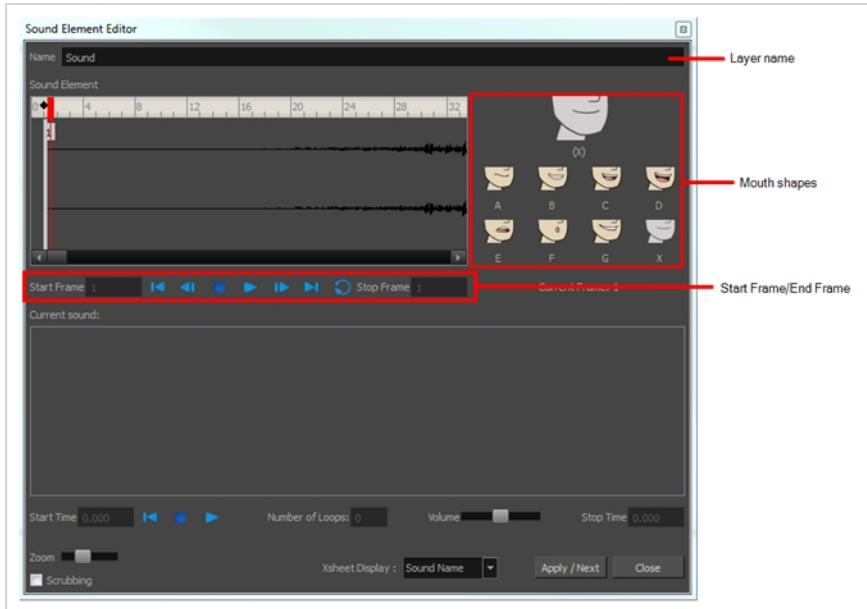 Sound Element Editor
Name Sound
Layer name
Sound Element
0 4 8 12 16 20 24 28 32
1
(X)
Mouth shapes
A B C D
E F G X
Start Frame 1 Stop Frame 1 Current Frame: 1
Start Frame/End Frame
Current sound:
Start Time 0.000 Number of Loops: 0 Volume Stop Time 0.000
Zoom
Xsheet Display : Sound Name Apply / Next Close
Scrubbing